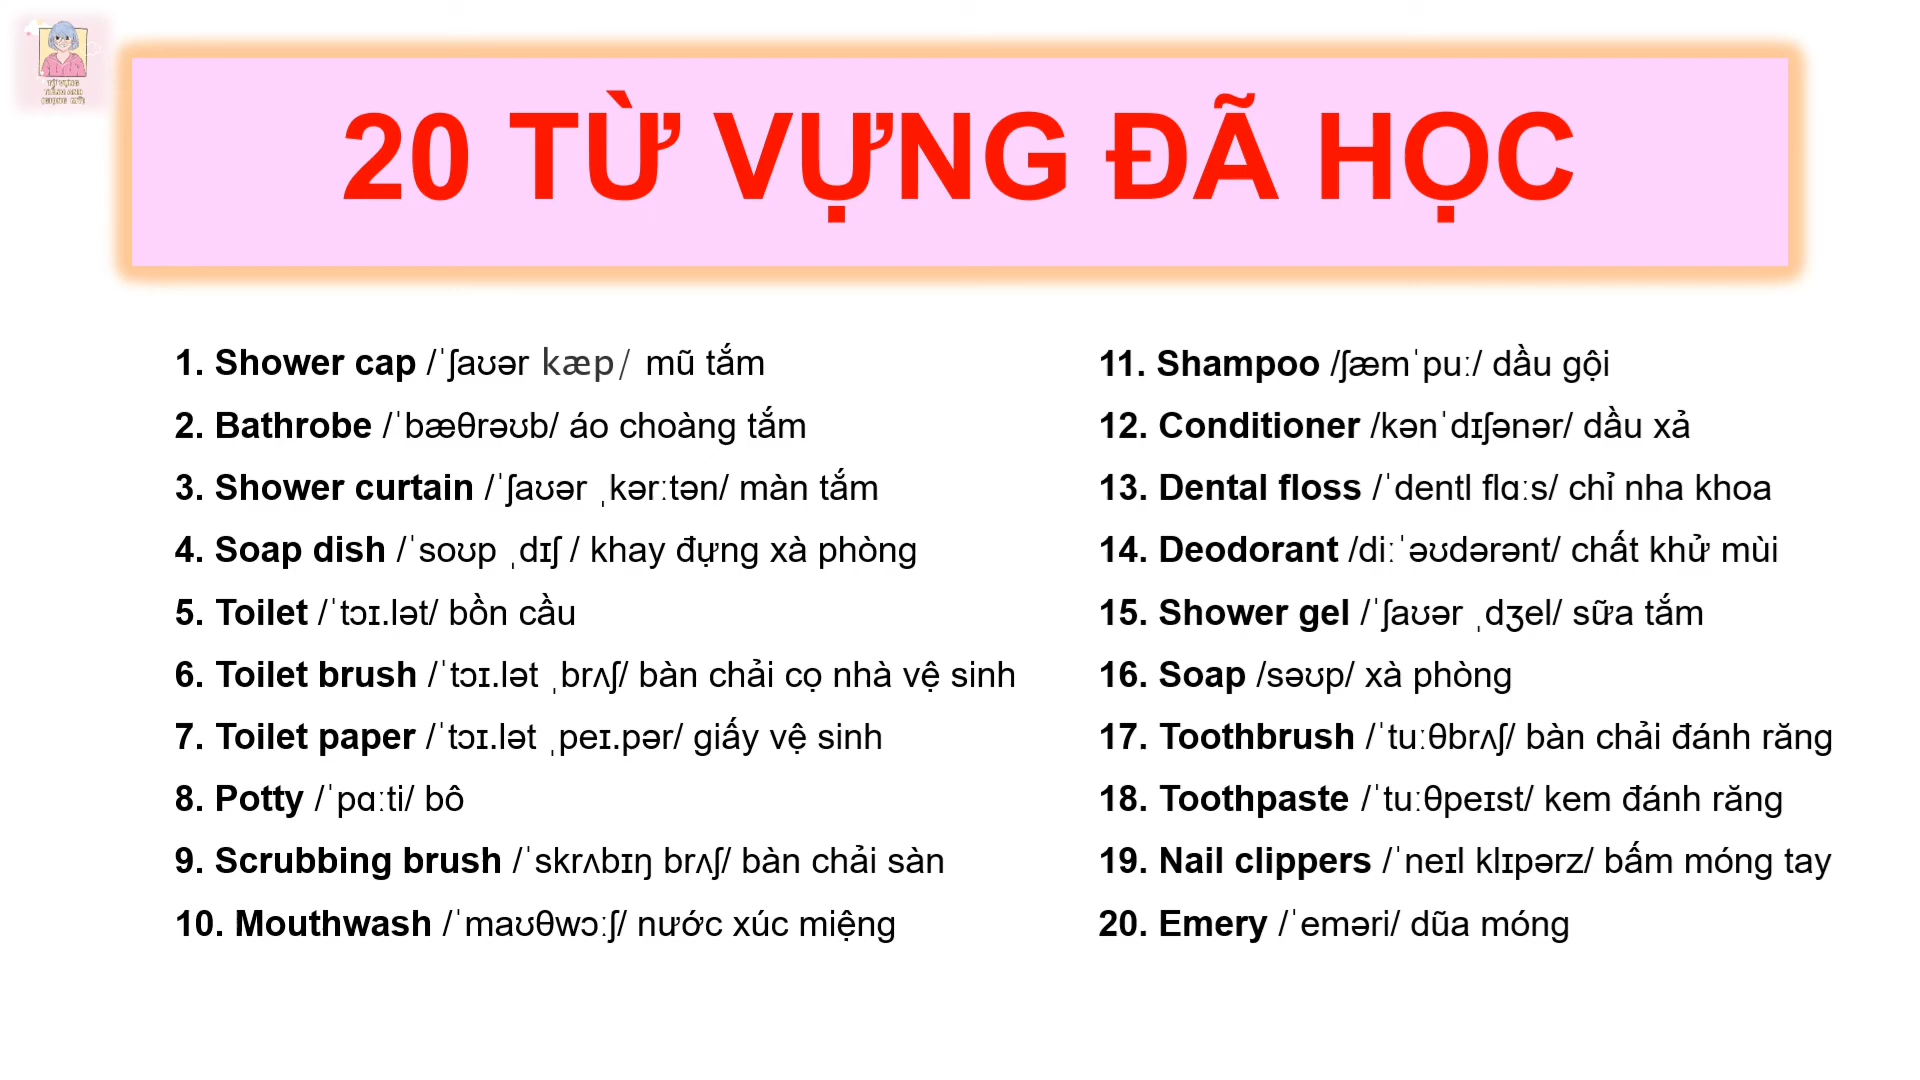 TỪ VỰNG
TIẾNG ANH
(GIỌNG MỸ)
20 TỪ VỰNG ĐÃ HỌC
1. Shower cap /ˈʃaʊər kæp/ mũ tắm
2. Bathrobe /ˈbæθrəʊb/ áo choàng tắm
3. Shower curtain /ˈʃaʊər ˌkərːtən/ màn tắm
4. Soap dish /ˈsoʊp ˌdɪʃ / khay đựng xà phòng
5. Toilet /ˈtɔɪ.lət/ bồn cầu
6. Toilet brush /ˈtɔɪ.lət ˌbrʌʃ/ bàn chải cọ nhà vệ sinh
7. Toilet paper /ˈtɔɪ.lət ˌpeɪ.pər/ giấy vệ sinh
8. Potty /ˈpɑːti/ bô
9. Scrubbing brush /ˈskrʌbɪŋ brʌʃ/ bàn chải sàn
10. Mouthwash /ˈmaʊθwɔːʃ/ nước xúc miệng
11. Shampoo /ʃæmˈpuː/ dầu gội
12. Conditioner /kənˈdɪʃənər/ dầu xả
13. Dental floss /ˈdentl flɑːs/ chỉ nha khoa
14. Deodorant /diːˈəʊdərənt/ chất khử mùi
15. Shower gel /ˈʃaʊər ˌdʒel/ sữa tắm
16. Soap /səʊp/ xà phòng
17. Toothbrush /ˈtuːθbrʌʃ/ bàn chải đánh răng
18. Toothpaste /ˈtuːθpeɪst/ kem đánh răng
19. Nail clippers /ˈneɪl klɪpərz/ bấm móng tay
20. Emery /ˈeməri/ dũa móng